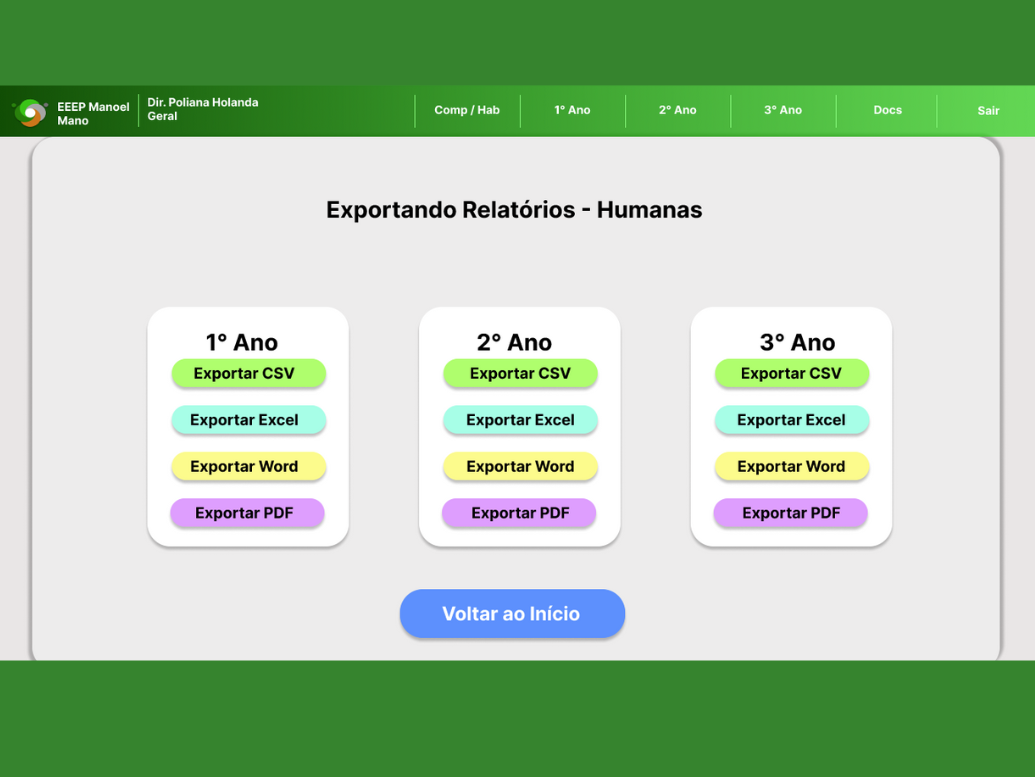 EEEP Manoel
Mano
Dir. Poliana Holanda
Geral
Comp / Hab
1° Ano
2° Ano
3° Ano
Docs
Sair
Exportando Relatórios - Humanas
1° Ano
Exportar CSV
Exportar Excel
Exportar Word
Exportar PDF
2° Ano
Exportar CSV
Exportar Excel
Exportar Word
Exportar PDF
3° Ano
Exportar CSV
Exportar Excel
Exportar Word
Exportar PDF
Voltar ao Início